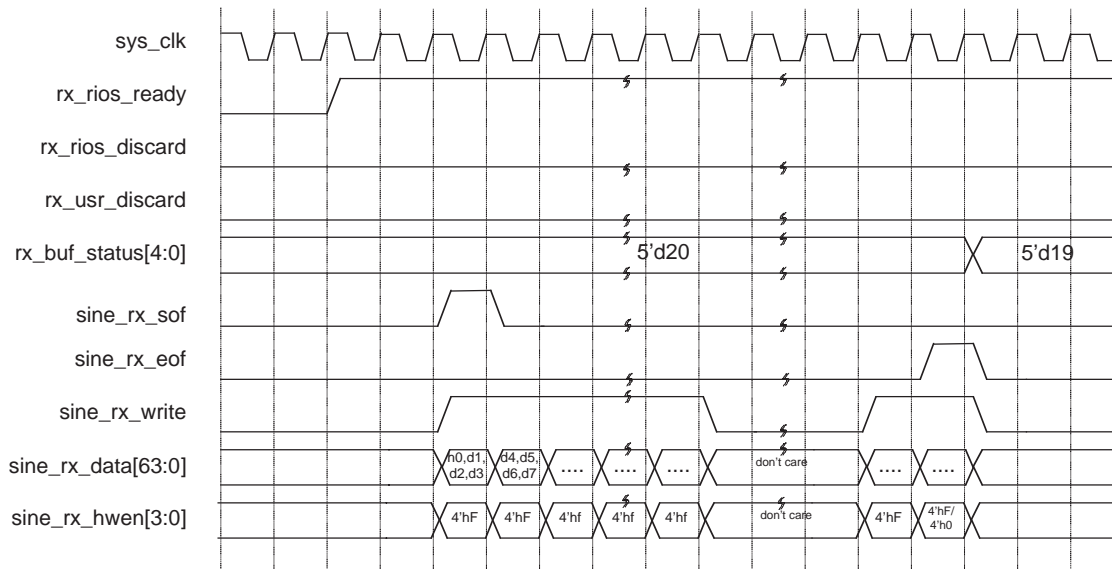 sys_clk
rx_rios_ready
rx_rios_discard
rx_usr_discard
rx_buf_status[4:0]
5'd20
5'd19
sine_rx_sof
sine_rx_eof
sine_rx_write
sine_rx_data[63:0]
h0,d1,
d2,d3
d4,d5,
d6,d7
....
....
....
don't care
....
....
sine_rx_hwen[3:0]
4'hF
4'hF
4'hf
4'hf
4'hf
don't care
4'hF
4'hF/
4'h0